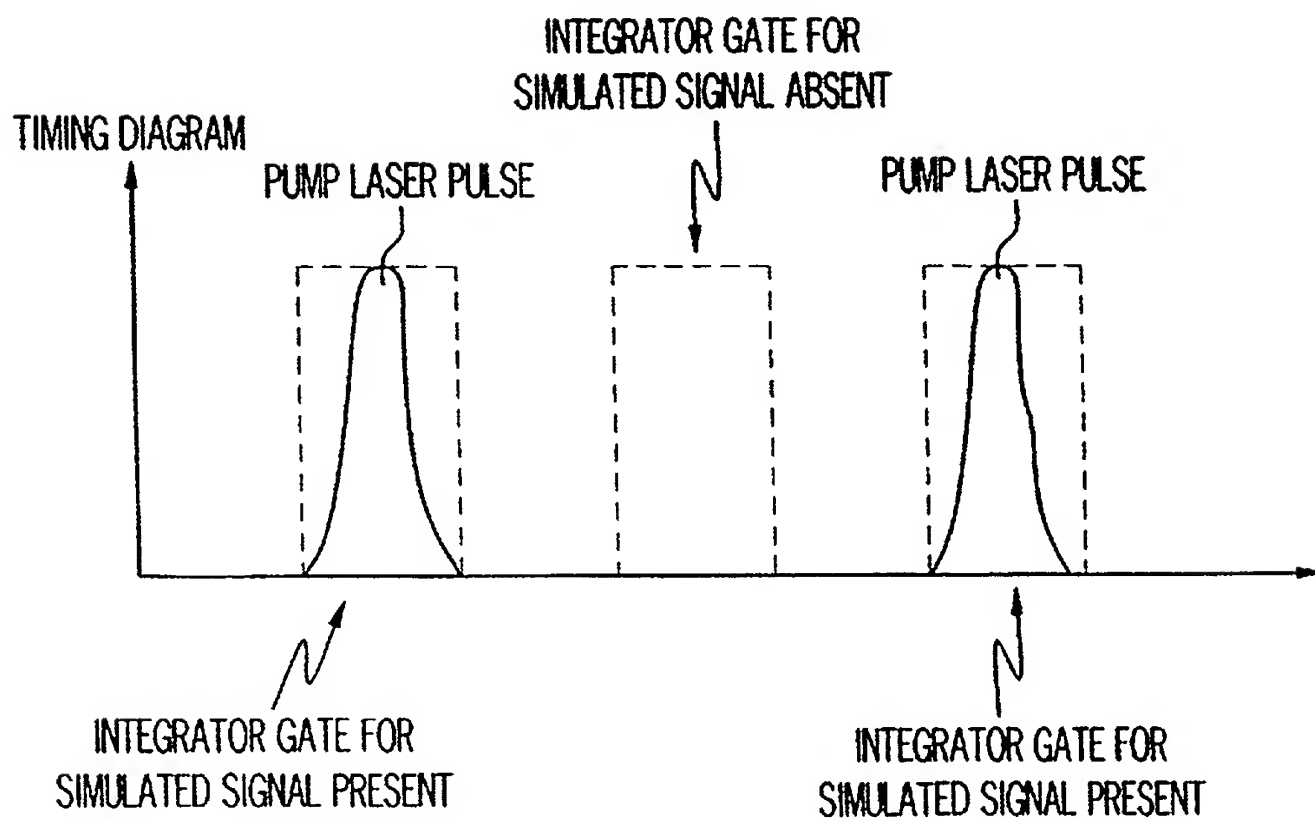 INTEGRATOR GATE FOR
SIMULATED SIGNAL ABSENT
TIMING DIAGRAM
PUMP LASER PULSE
PUMP LASER PULSE
INTEGRATOR GATE FOR
SIMULATED SIGNAL PRESENT
INTEGRATOR GATE FOR
SIMULATED SIGNAL PRESENT